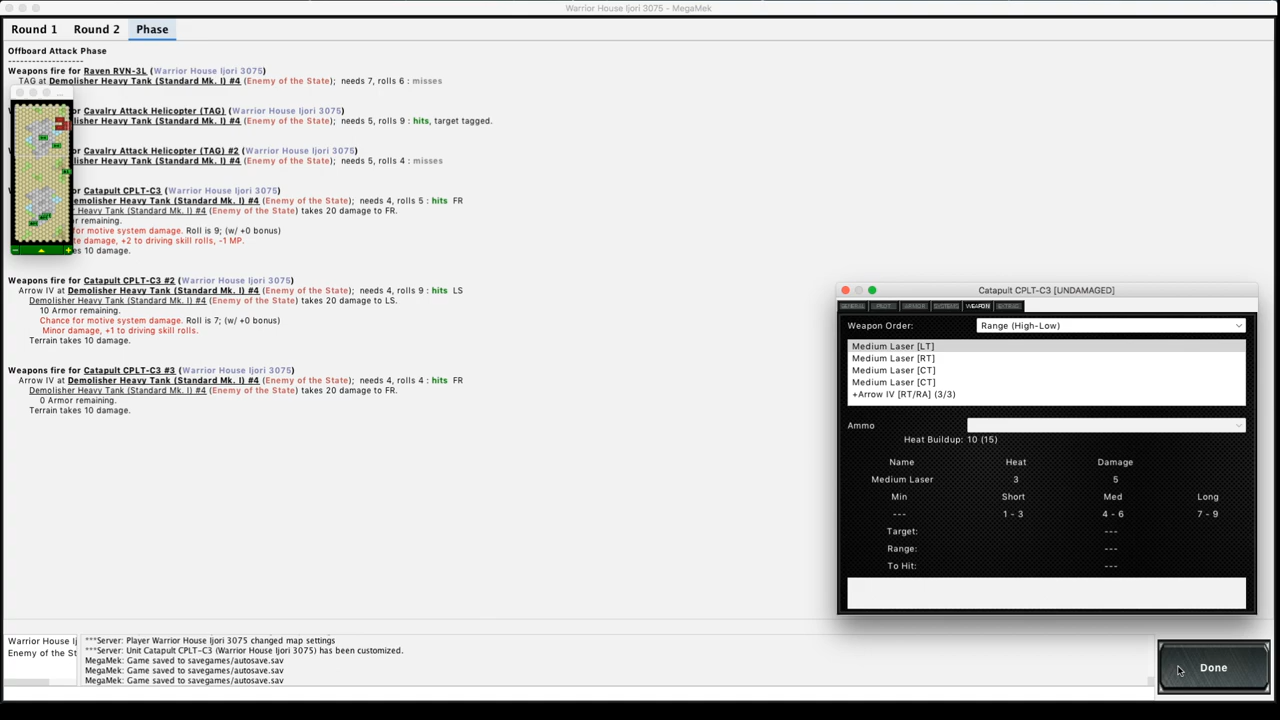 Warrior House Ijori 3075 - MegaMek
Round 1 Round 2 Phase
Offboard Attack Phase
-------------------
Weapons fire for Raven RVN-3L (Warrior House Ijori 3075)
TAG at Demolisher Heavy Tank (Standard Mk. I) #4 (Enemy of the State); needs 7, rolls 6 : misses
...
or Cavalry Attack Helicopter (TAG) (Warrior House Ijori 3075)
lisher Heavy Tank (Standard Mk. I) #4 (Enemy of the State); needs 5, rolls 9 : hits, target tagged.
or Cavalry Attack Helicopter (TAG) #2 (Warrior House Ijori 3075)
lisher Heavy Tank (Standard Mk. I) #4 (Enemy of the State); needs 5, rolls 4 : misses
or Catapult CPLT-C3 (Warrior House Ijori 3075)
lisher Heavy Tank (Standard Mk. I) #4 (Enemy of the State); needs 4, rolls 5 : hits FR
Heavy Tank (Standard Mk. I) #4 (Enemy of the State) takes 20 damage to FR.
or remaining.
for motive system damage. Roll is 9; (w/ +0 bonus)
te damage, +2 to driving skill rolls, -1 MP.
es 10 damage.
Weapons fire for Catapult CPLT-C3 #2 (Warrior House Ijori 3075)
Arrow IV at Demolisher Heavy Tank (Standard Mk. I) #4 (Enemy of the State); needs 4, rolls 9 : hits LS
Demolisher Heavy Tank (Standard Mk. I) #4 (Enemy of the State) takes 20 damage to LS.
10 Armor remaining.
Chance for motive system damage. Roll is 7; (w/ +0 bonus)
Minor damage, +1 to driving skill rolls.
Terrain takes 10 damage.
Weapons fire for Catapult CPLT-C3 #3 (Warrior House Ijori 3075)
Arrow IV at Demolisher Heavy Tank (Standard Mk. I) #4 (Enemy of the State); needs 4, rolls 4 : hits FR
Demolisher Heavy Tank (Standard Mk. I) #4 (Enemy of the State) takes 20 damage to FR.
0 Armor remaining.
Terrain takes 10 damage.
Catapult CPLT-C3 [UNDAMAGED]
GENERAL PILOT ARMOR SYSTEMS WEAPON EXTRAS
Weapon Order: Range (High-Low)
Medium Laser [LT]
Medium Laser [RT]
Medium Laser [CT]
Medium Laser [CT]
+Arrow IV [RT/RA] (3/3)
Ammo
Heat Buildup: 10 (15)
Name Heat Damage
Medium Laser 3 5
Min Short Med Long
--- 1 - 3 4 - 6 7 - 9
Target: ---
Range: ---
To Hit: ---
Warrior House Ij
Enemy of the St
***Server: Player Warrior House Ijori 3075 changed map settings
***Server: Unit Catapult CPLT-C3 (Warrior House Ijori 3075) has been customized.
MegaMek: Game saved to savegames/autosave.sav
MegaMek: Game saved to savegames/autosave.sav
MegaMek: Game saved to savegames/autosave.sav
Done